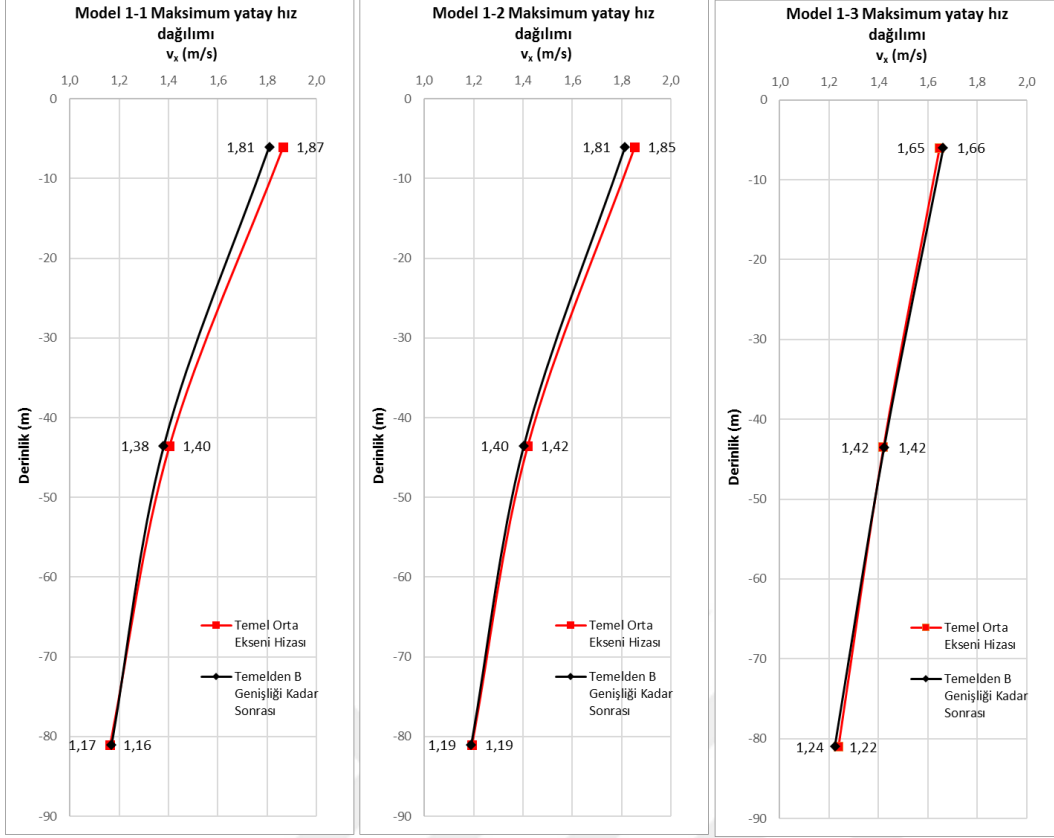 Model 1-1 Maksimum yatay hız
dağılımı
vₓ (m/s)
1,0 1,2 1,4 1,6 1,8 2,0
0
-10
-20
-30
-40
-50
-60
-70
-80
-90
Derinlik (m)
1,81 1,87
1,38 1,40
1,17 1,16
Temel Orta
Ekseni Hizası
Temelden B
Genişliği Kadar
Sonrası
Model 1-2 Maksimum yatay hız
dağılımı
vₓ (m/s)
1,0 1,2 1,4 1,6 1,8 2,0
0
-10
-20
-30
-40
-50
-60
-70
-80
-90
Derinlik (m)
1,81 1,85
1,40 1,42
1,19 1,19
Temel Orta
Ekseni Hizası
Temelden B
Genişliği Kadar
Sonrası
Model 1-3 Maksimum yatay hız
dağılımı
vₓ (m/s)
1,0 1,2 1,4 1,6 1,8 2,0
0
-10
-20
-30
-40
-50
-60
-70
-80
-90
Derinlik (m)
1,65 1,66
1,42 1,42
1,24 1,22
Temel Orta
Ekseni Hizası
Temelden B
Genişliği Kadar
Sonrası